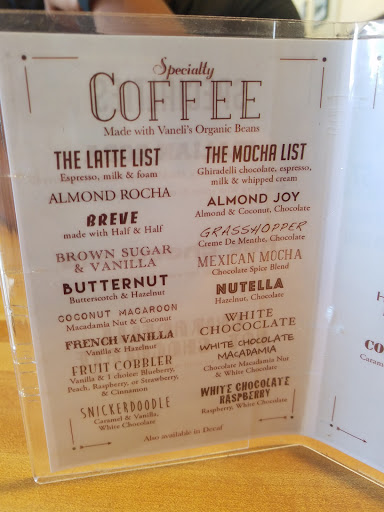 Specialty
COFFEE
Made with Vaneli's Organic Beans
THE LATTE LIST
Espresso, milk & foam
ALMOND ROCHA
BREVE
made with Half & Half
BROWN SUGAR
& VANILLA
BUTTERNUT
Butterscotch & Hazelnut
COCONUT MACAROON
Macadamia Nut & Coconut
FRENCH VANILLA
Vanilla & Hazelnut
FRUIT COBBLER
Vanilla & 1 choice: Blueberry,
Peach, Raspberry, or Strawberry,
& Cinnamon
SNICKERDOODLE
Caramel & Vanilla,
White Chocolate
THE MOCHA LIST
Ghiradelli chocolate, espresso,
milk & whipped cream
ALMOND JOY
Almond & Coconut, Chocolate
GRASSHOPPER
Creme De Menthe, Chocolate
MEXICAN MOCHA
Chocolate Spice Blend
NUTELLA
Hazelnut, Chocolate
WHITE
CHOCOCLATE
WHITE CHOCOLATE
MACADAMIA
Chocolate Macadamia Nut
& White Chocolate
WHITE CHOCOLATE
RASPBERRY
Raspberry, White Chocolate
Also available in Decaf
H
CO
Caram